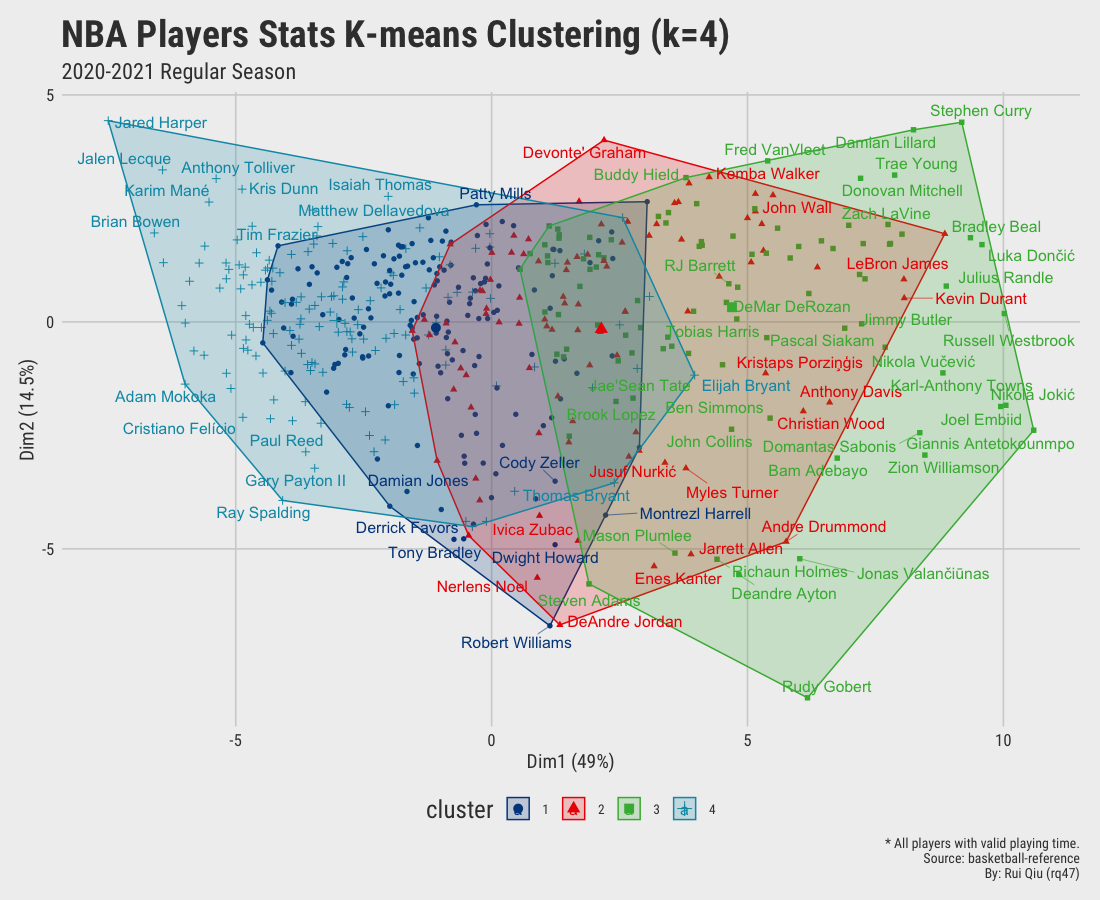 NBA Players Stats K-means Clustering (k=4)
2020-2021 Regular Season
5
Stephen Curry
Jared Harper
Damian Lillard
Fred VanVleet
Devonte' Graham
Jalen Lecque
Anthony Tolliver
Trae Young
Buddy Hield
Kemba Walker
Karim Mané
Kris Dunn
Isaiah Thomas
Patty Mills
Donovan Mitchell
John Wall
Matthew Dellavedova
Zach LaVine
Brian Bowen
Bradley Beal
Tim Frazier
Luka Dončić
RJ Barrett
LeBron James
Julius Randle
Kevin Durant
DeMar DeRozan
0
Jimmy Butler
Tobias Harris
Pascal Siakam
Russell Westbrook
Kristaps Porziņģis
Nikola Vučević
Jae'Sean Tate
Elijah Bryant
Karl-Anthony Towns
Anthony Davis
Nikola Jokić
Adam Mokoka
Brook Lopez
Ben Simmons
Joel Embiid
Christian Wood
Cristiano Felício
Paul Reed
John Collins
Domantas Sabonis
Giannis Antetokounmpo
Cody Zeller
Jusuf Nurkić
Bam Adebayo
Zion Williamson
Gary Payton II
Damian Jones
Thomas Bryant
Myles Turner
Ray Spalding
Montrezl Harrell
Derrick Favors
Ivica Zubac
Mason Plumlee
Andre Drummond
-5
Tony Bradley
Dwight Howard
Jarrett Allen
Enes Kanter
Richaun Holmes
Jonas Valančiūnas
Nerlens Noel
Steven Adams
Deandre Ayton
DeAndre Jordan
Robert Williams
Rudy Gobert
Dim2 (14.5%)
-5
0
5
10
Dim1 (49%)
cluster
a
1
a
2
a
3
a
4
* All players with valid playing time.
Source: basketball-reference
By: Rui Qiu (rq47)